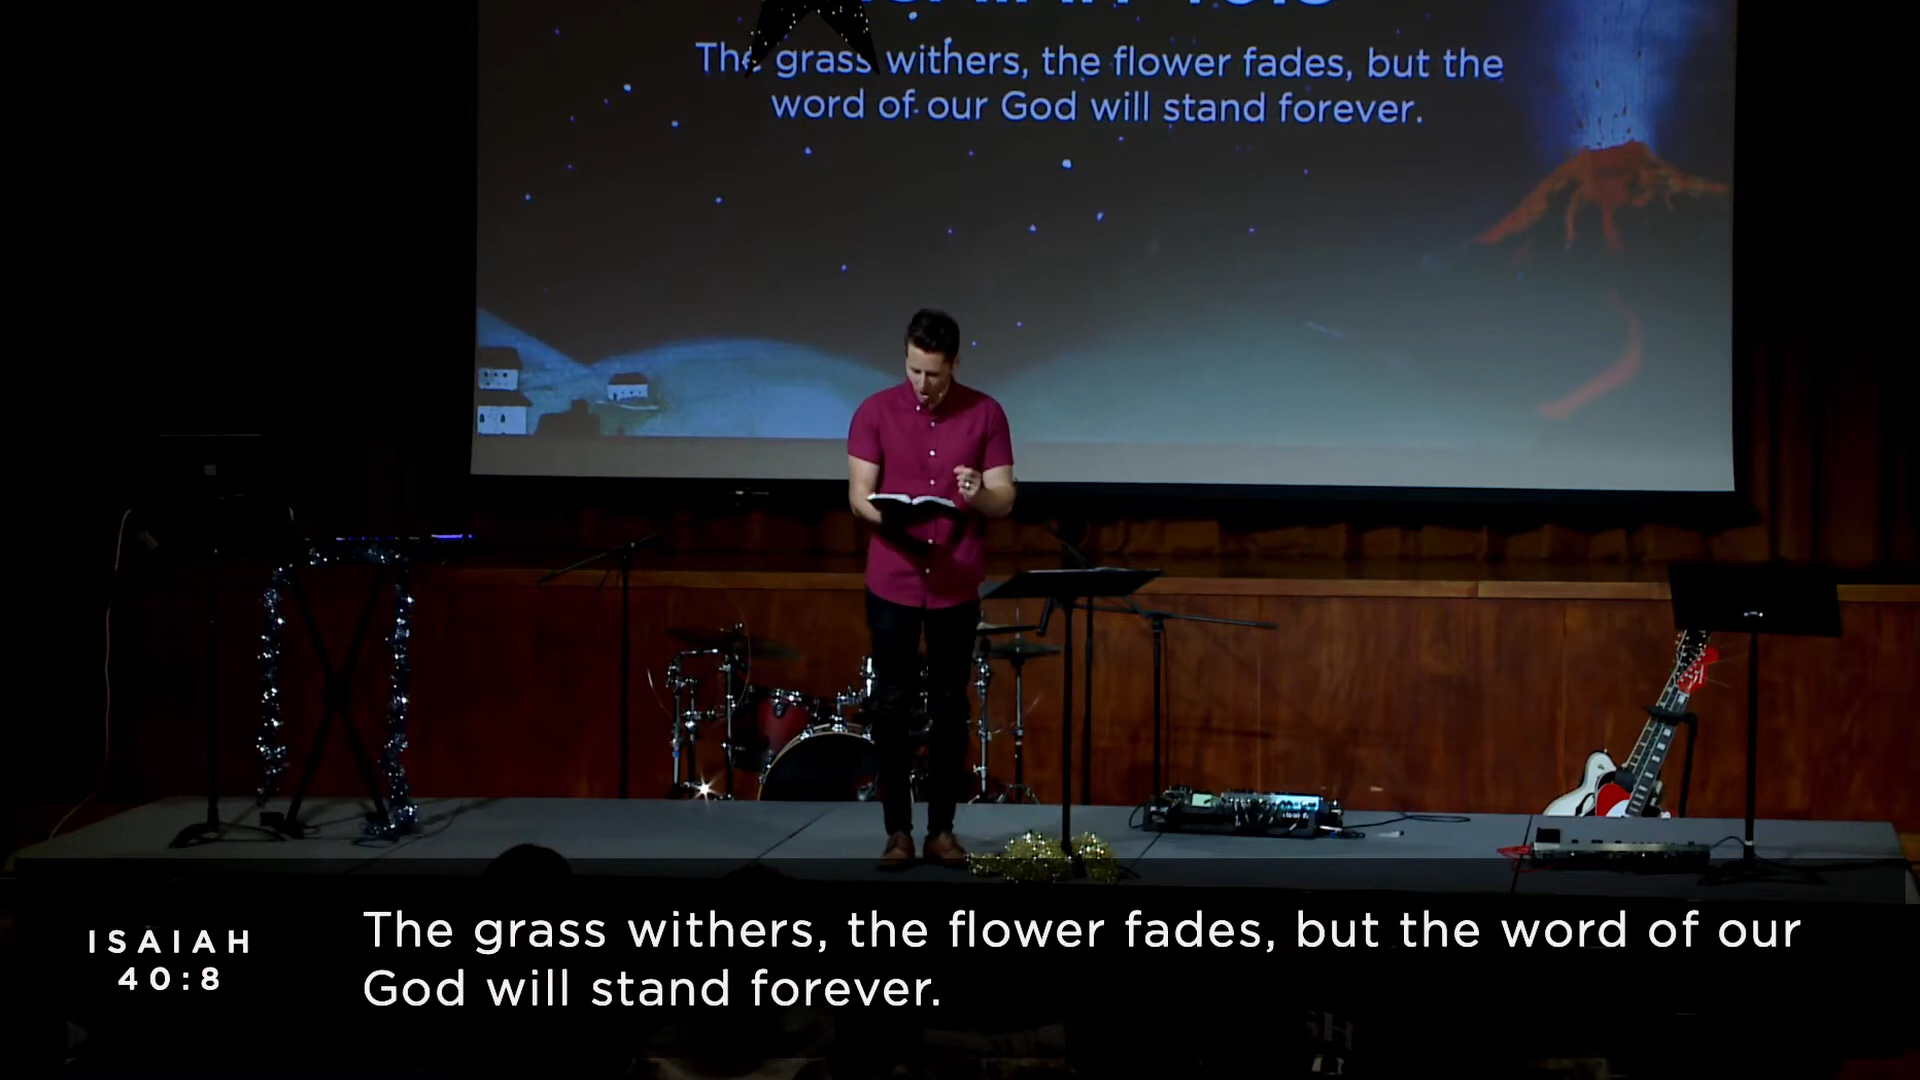 The grass withers, the flower fades, but the
word of our God will stand forever.
ISAIAH
40:8
The grass withers, the flower fades, but the word of our
God will stand forever.